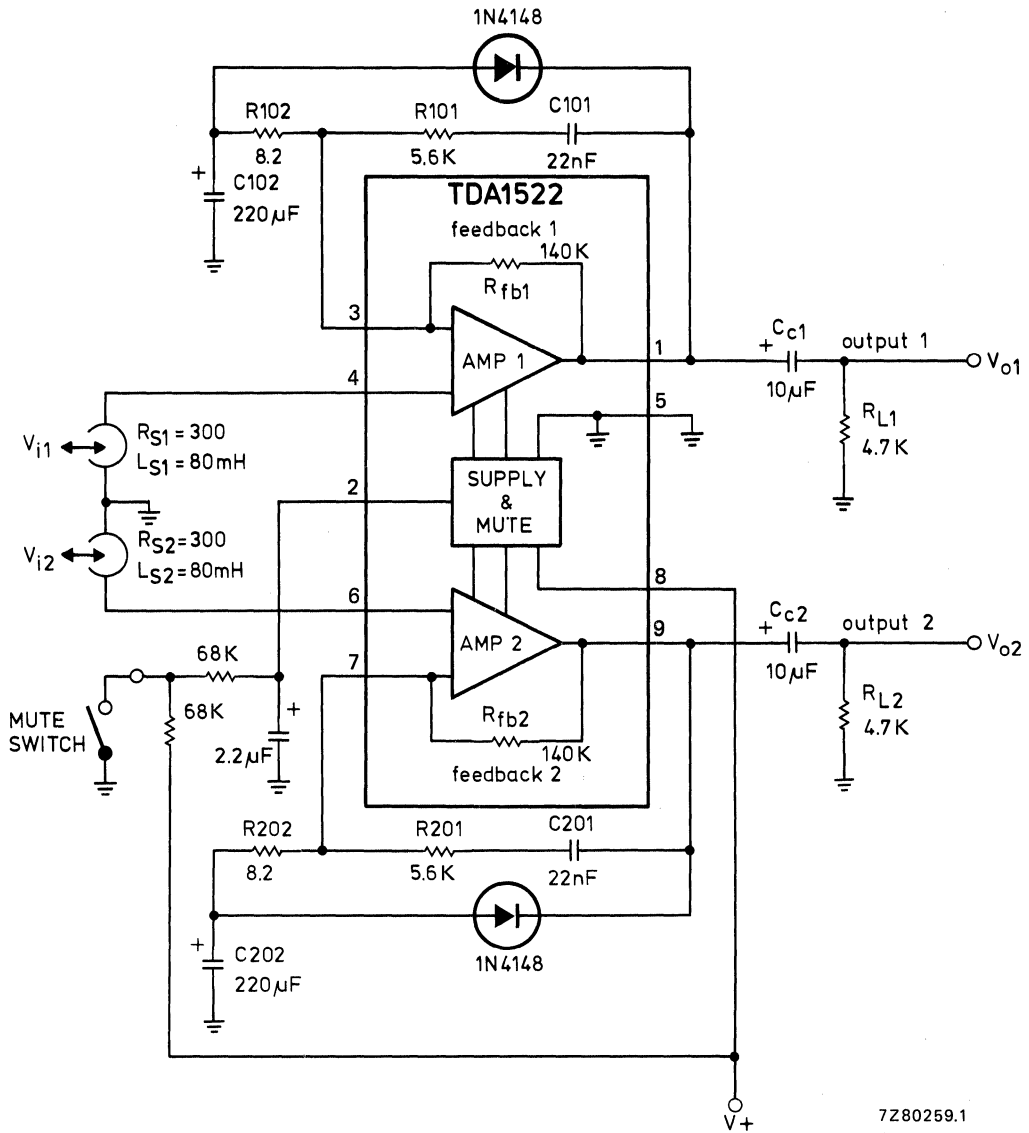 1N4148
R102
8.2
R101
5.6K
C101
22nF
+
C102
220µF
TDA1522
feedback 1
140K
Rfb1
3
AMP 1
1
+
Cc1
10µF
output 1
Vo1
4
5
RL1
4.7K
Vi1
RS1=300
LS1=80mH
2
SUPPLY
&
MUTE
Vi2
RS2=300
LS2=80mH
8
6
AMP 2
9
+
Cc2
10µF
output 2
Vo2
68K
7
MUTE
SWITCH
68K
+
2.2µF
Rfb2
140K
feedback 2
RL2
4.7K
R202
8.2
R201
5.6K
C201
22nF
+
C202
220µF
1N4148
V+
7Z80259.1